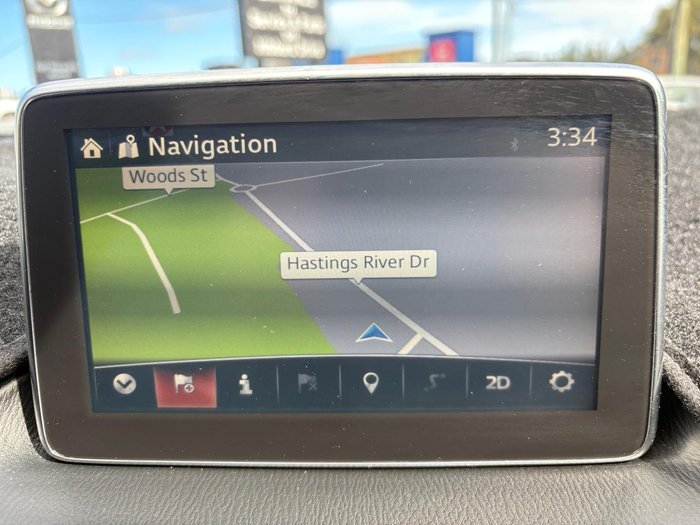 Navigation
3:34
Woods St
Hastings River Dr
2D